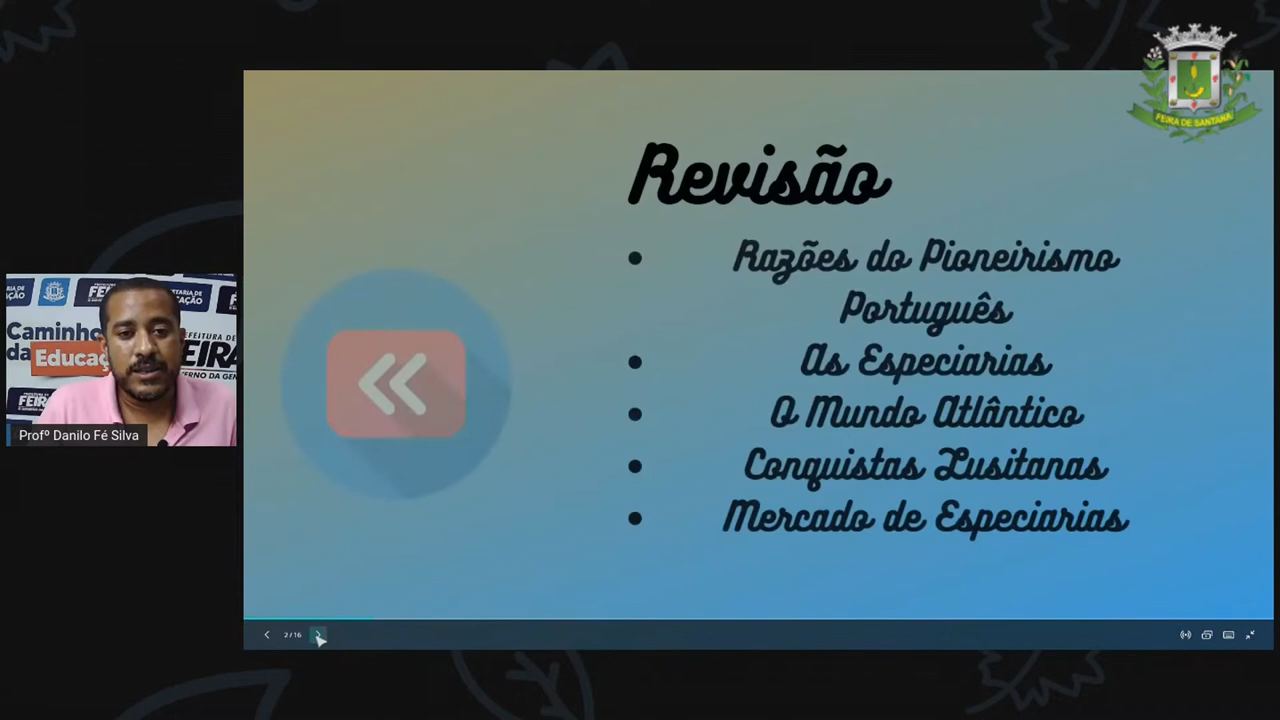 FEIRA DE SANTANA
Revisão
Razões do Pioneirismo
Português
As Especiarias
O Mundo Atlântico
Conquistas Lusitanas
Mercado de Especiarias
Caminho
da Educaç
Profº Danilo Fé Silva
2 / 16